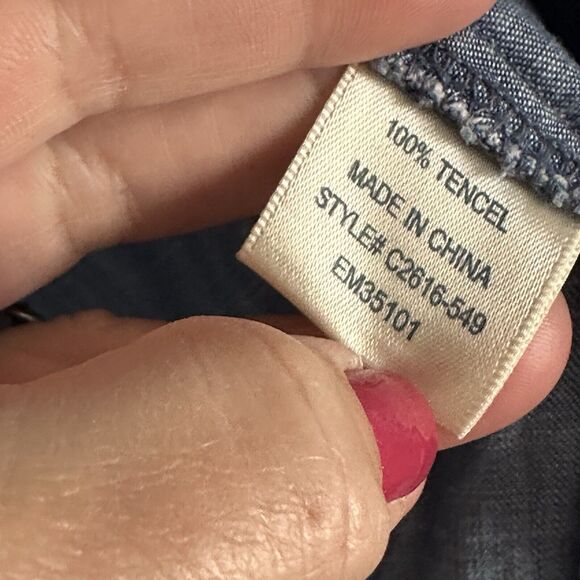 100% TENCEL
MADE IN CHINA
STYLE# C2616-549
EM35101